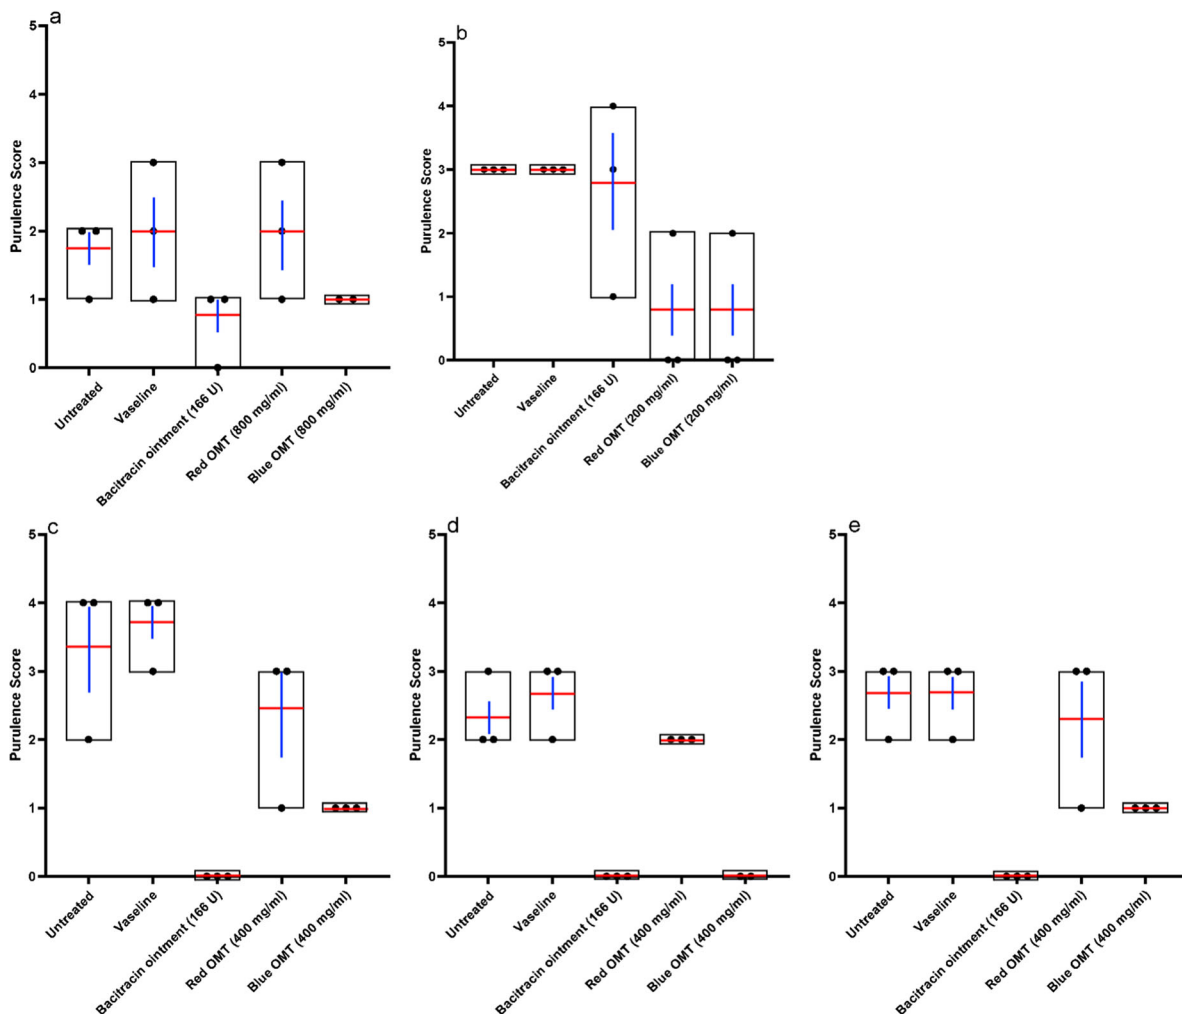 a
5
4
3
2
1
0
Purulence Score
Untreated
Vaseline
Bacitracin ointment (166 U)
Red OMT (800 mg/ml)
Blue OMT (800 mg/ml)
b
5
4
3
2
1
0
Purulence Score
Untreated
Vaseline
Bacitracin ointment (166 U)
Red OMT (200 mg/ml)
Blue OMT (200 mg/ml)
c
5
4
3
2
1
0
Purulence Score
Untreated
Vaseline
Bacitracin ointment (166 U)
Red OMT (400 mg/ml)
Blue OMT (400 mg/ml)
d
5
4
3
2
1
0
Purulence Score
Untreated
Vaseline
Bacitracin ointment (166 U)
Red OMT (400 mg/ml)
Blue OMT (400 mg/ml)
e
5
4
3
2
1
0
Purulence Score
Untreated
Vaseline
Bacitracin ointment (166 U)
Red OMT (400 mg/ml)
Blue OMT (400 mg/ml)